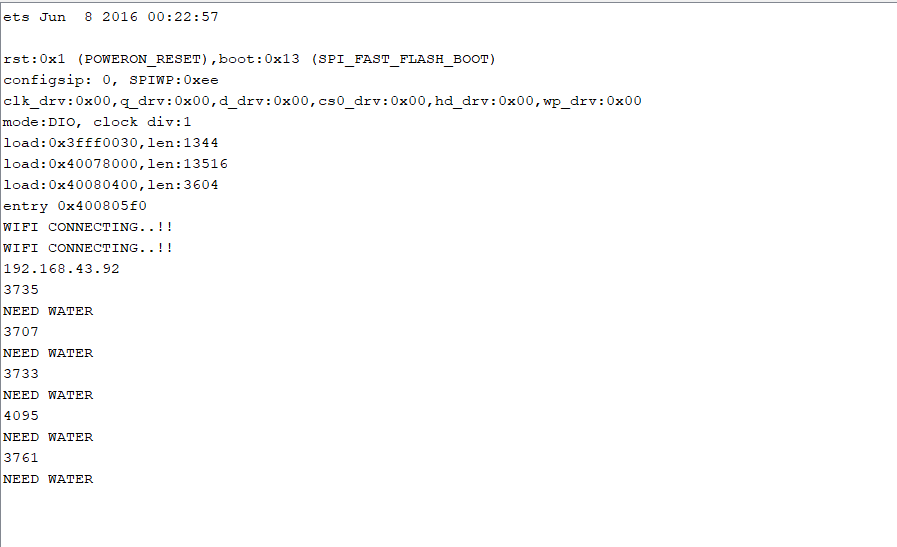 ets Jun  8 2016 00:22:57
rst:0x1 (POWERON_RESET),boot:0x13 (SPI_FAST_FLASH_BOOT)
configsip: 0, SPIWP:0xee
clk_drv:0x00,q_drv:0x00,d_drv:0x00,cs0_drv:0x00,hd_drv:0x00,wp_drv:0x00
mode:DIO, clock div:1
load:0x3fff0030,len:1344
load:0x40078000,len:13516
load:0x40080400,len:3604
entry 0x400805f0
WIFI CONNECTING..!!
WIFI CONNECTING..!!
192.168.43.92
3735
NEED WATER
3707
NEED WATER
3733
NEED WATER
4095
NEED WATER
3761
NEED WATER